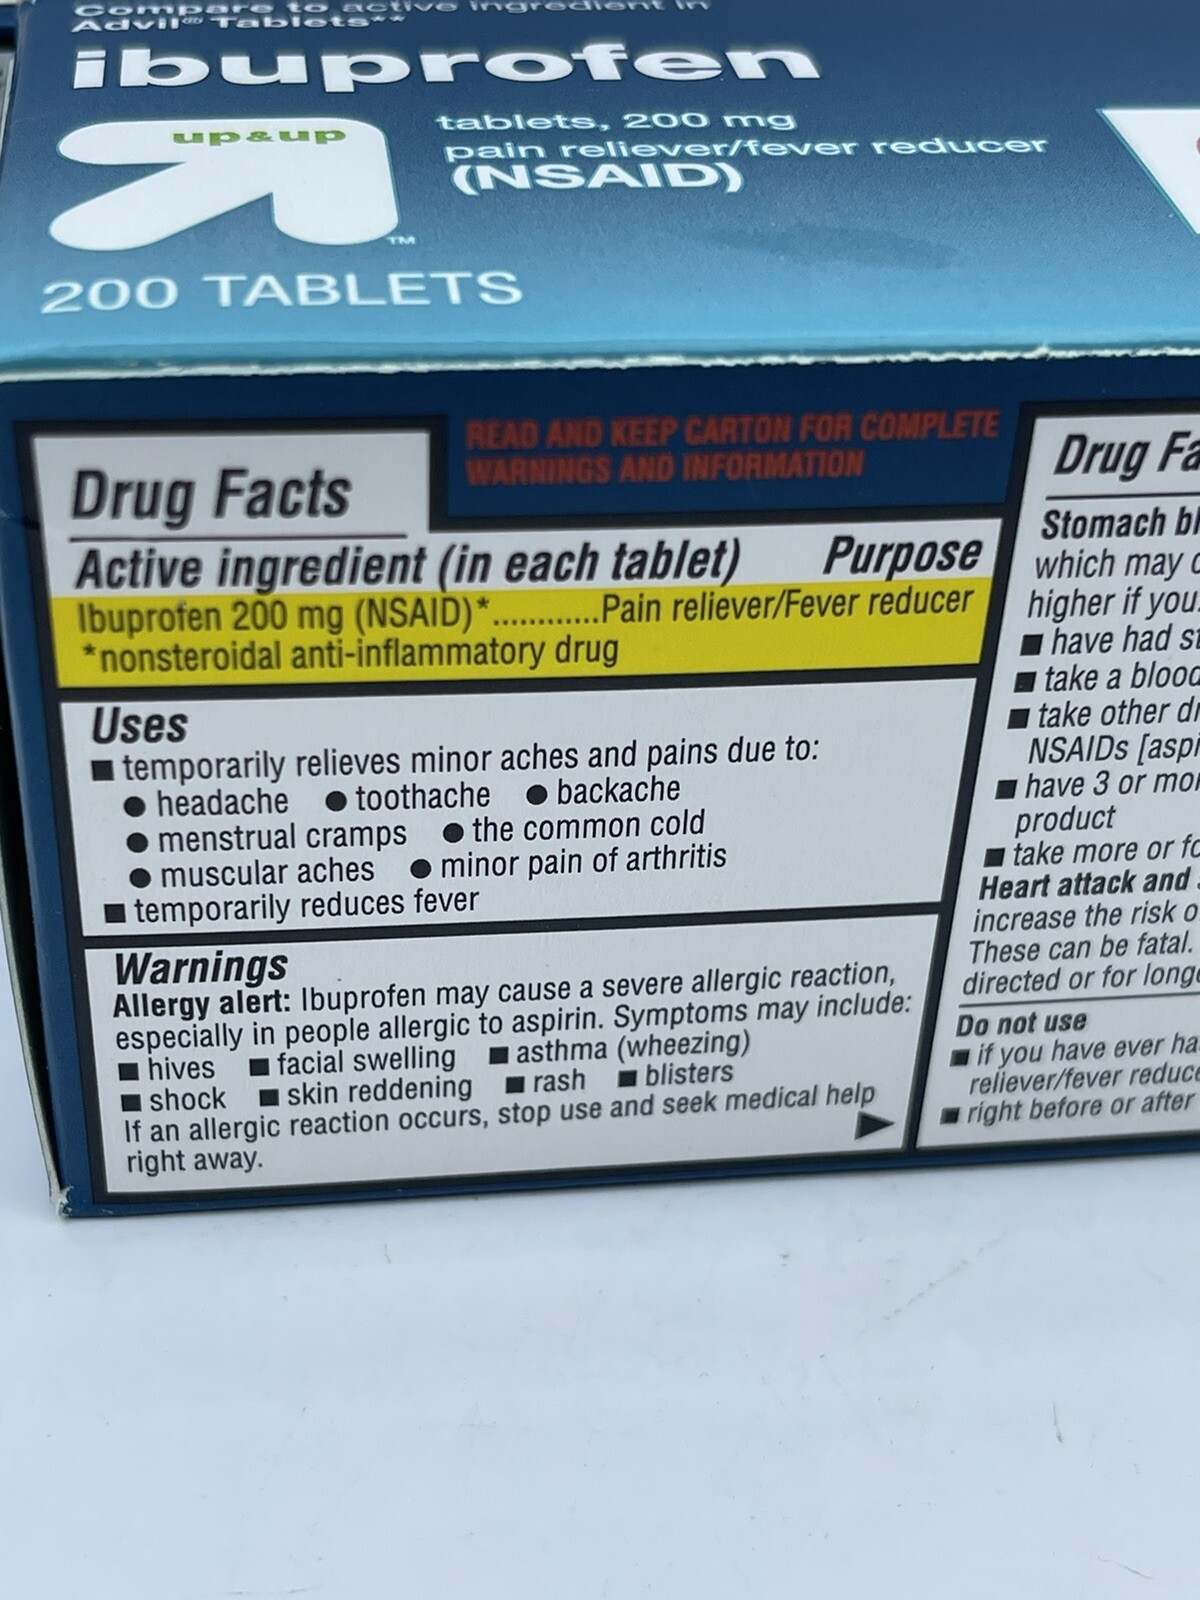 Compare to active ingredient in
Advil® Tablets**
ibuprofen
up&up
tablets, 200 mg
pain reliever/fever reducer
(NSAID)
TM
200 TABLETS
READ AND KEEP CARTON FOR COMPLETE
WARNINGS AND INFORMATION
Drug Facts
Active ingredient (in each tablet) Purpose
Ibuprofen 200 mg (NSAID)*............Pain reliever/Fever reducer
*nonsteroidal anti-inflammatory drug
Uses
■ temporarily relieves minor aches and pains due to:
● headache ● toothache ● backache
● menstrual cramps ● the common cold
● muscular aches ● minor pain of arthritis
■ temporarily reduces fever
Warnings
Allergy alert: Ibuprofen may cause a severe allergic reaction,
especially in people allergic to aspirin. Symptoms may include:
■ hives ■ facial swelling ■ asthma (wheezing)
■ shock ■ skin reddening ■ rash ■ blisters
If an allergic reaction occurs, stop use and seek medical help
right away.
Drug Fa
Stomach bl
which may
higher if you
■ have had st
■ take a blood
■ take other dr
NSAIDs [aspi
■ have 3 or mor
product
■ take more or fo
Heart attack and
increase the risk o
These can be fatal.
directed or for longe
Do not use
■ if you have ever ha
reliever/fever reduce
■ right before or after